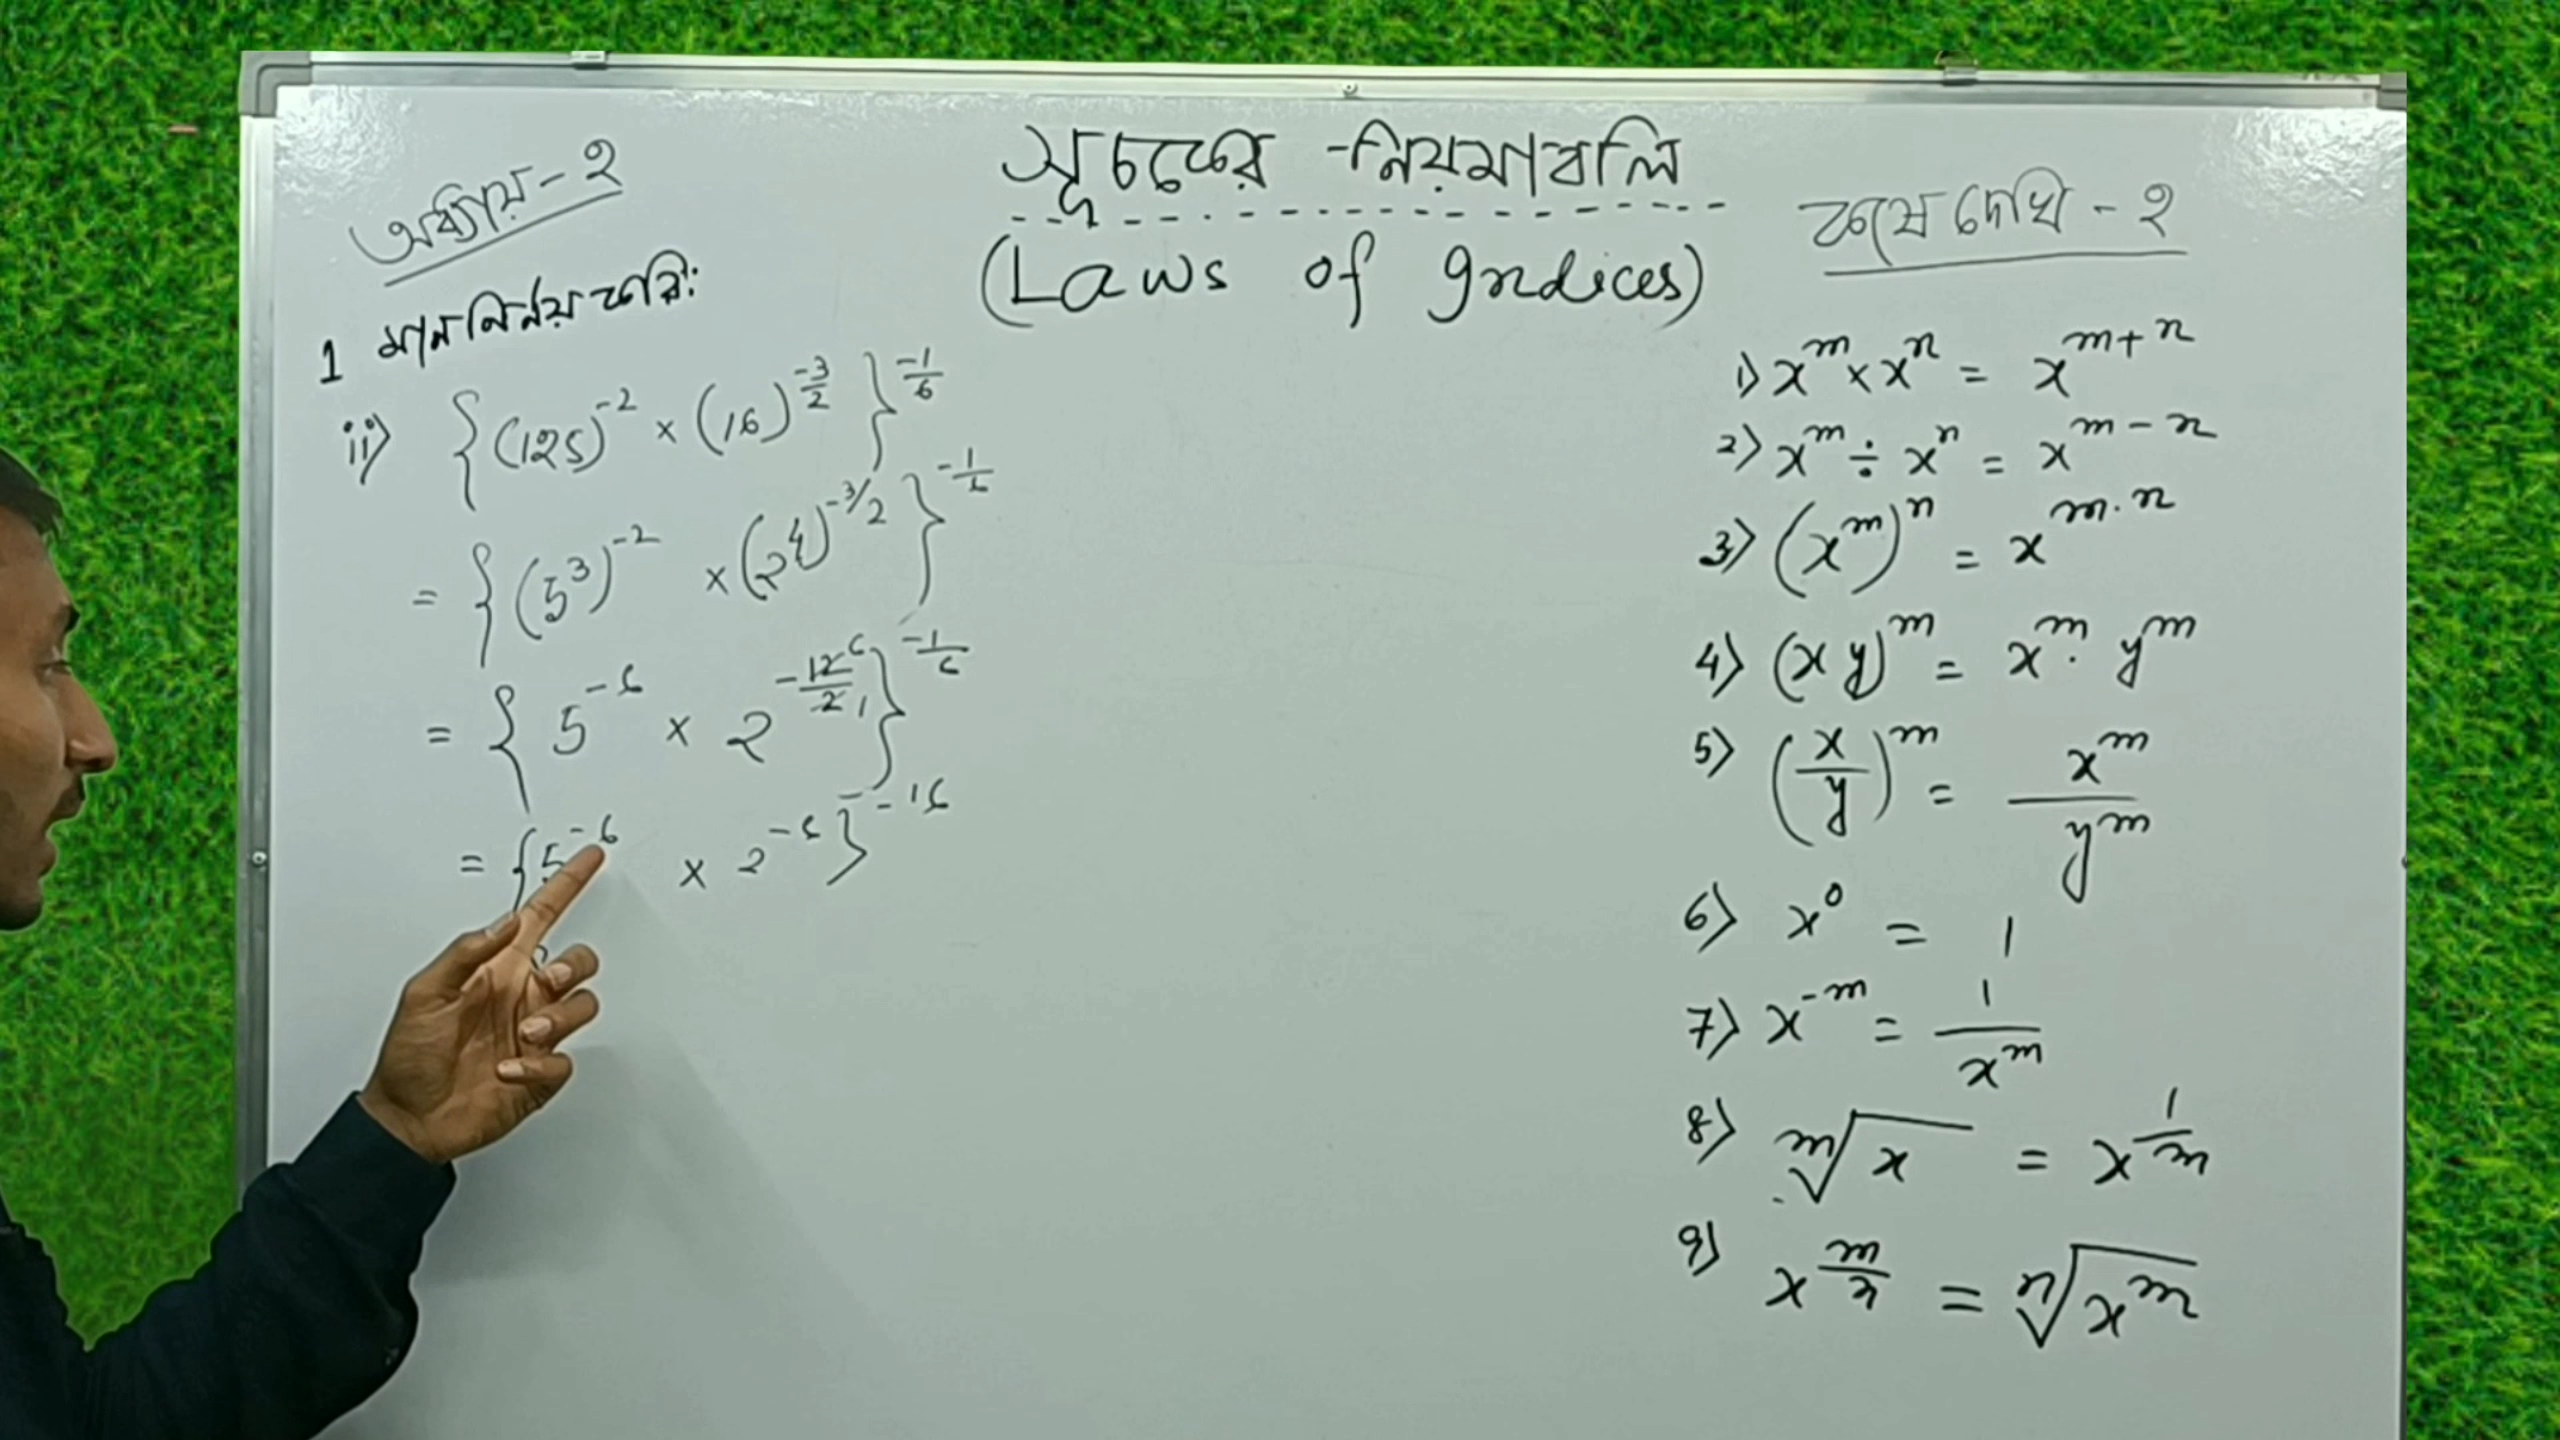 অধ্যায় - ২
সূচকের নিয়মাবলি
(Laws of Indices)
কষে দেখি - ২
1 মান নির্নয় করি:
ii) {(125)^-2 × (16)^-3/2}^-1/6
= {(5^3)^-2 × (2^4)^-3/2}^-1/6
= {5^-6 × 2^-12/2 6 1}^-1/6
= {5^-6 × 2^-6}^-16
1) x^m × x^n = x^m+n
2) x^m ÷ x^n = x^m-n
3) (x^m)^n = x^m.n
4) (xy)^m = x^m. y^m
5) (x/y)^m = x^m/y^m
6) x^0 = 1
7) x^-m = 1/x^m
8) m√x = x^1/m
9) x^m/n = n√x^m